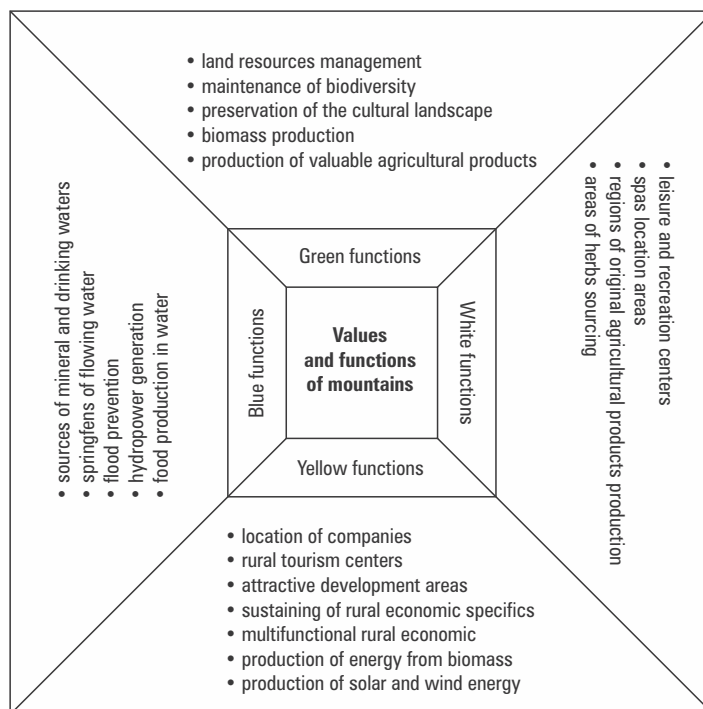 • land resources management
• maintenance of biodiversity
• preservation of the cultural landscape
• biomass production
• production of valuable agricultural products
Green functions
• sources of mineral and drinking waters
• springfens of flowing water
• flood prevention
• hydropower generation
• food production in water
Blue functions
Values
and functions
of mountains
White functions
• leisure and recreation centers
• spas location areas
• regions of original agricultural products production
• areas of herbs sourcing
Yellow functions
• location of companies
• rural tourism centers
• attractive development areas
• sustaining of rural economic specifics
• multifunctional rural economic
• production of energy from biomass
• production of solar and wind energy